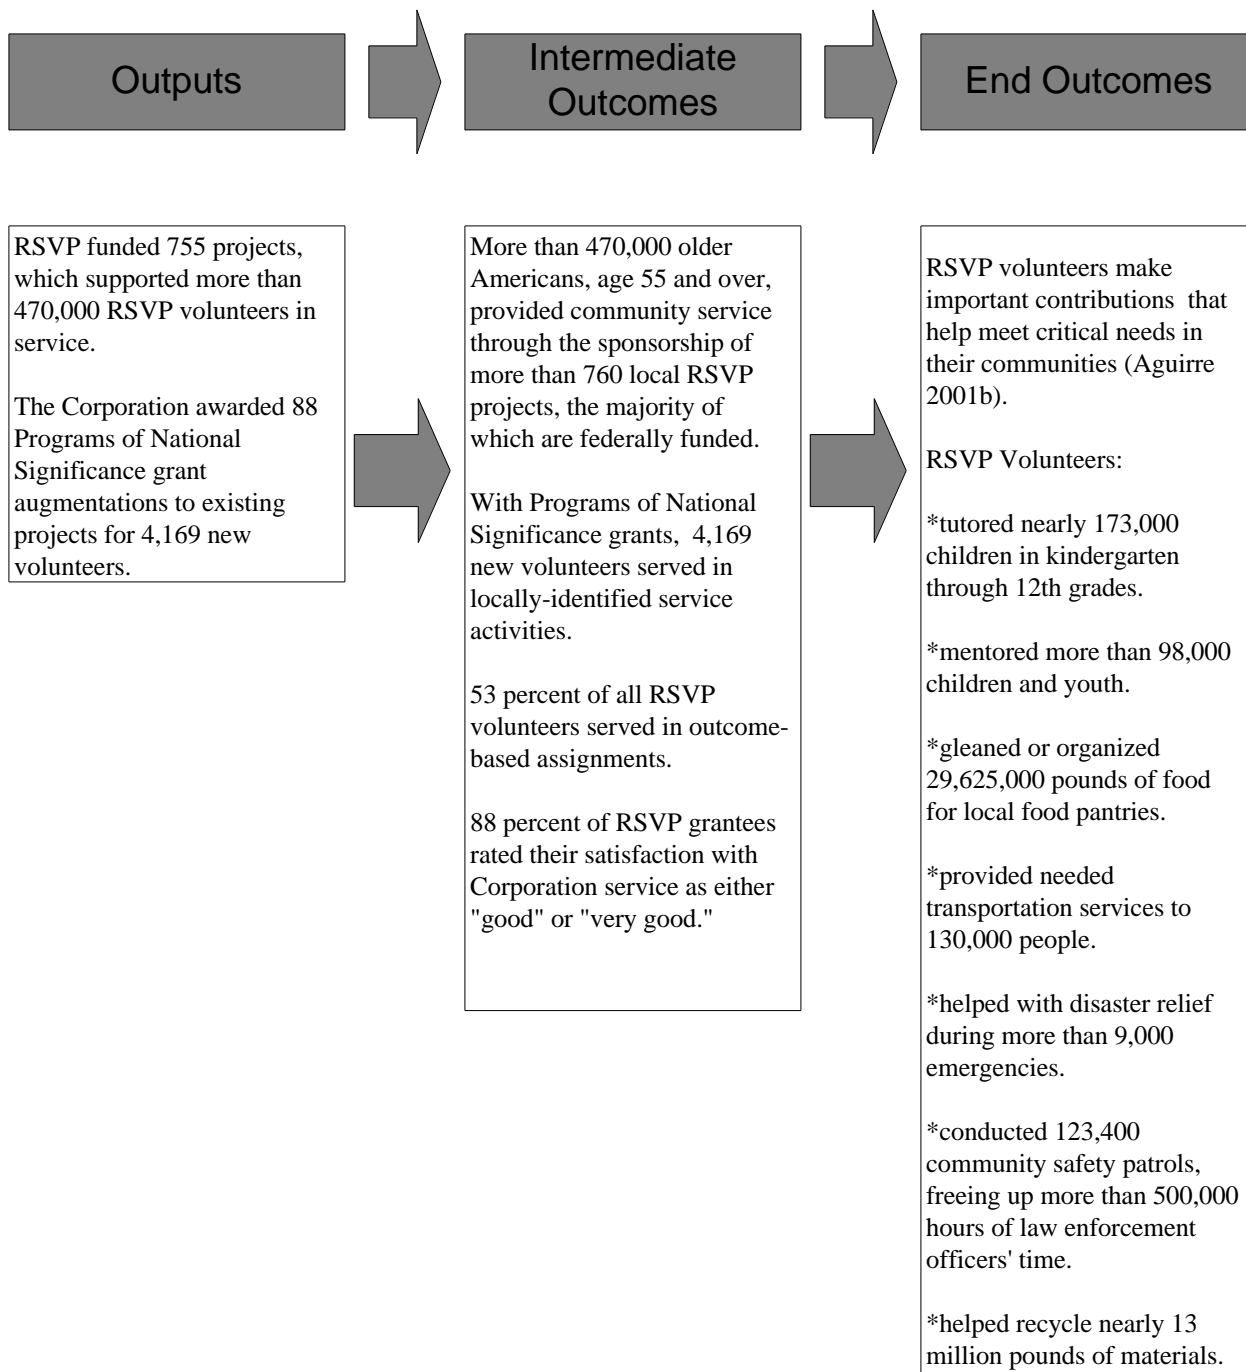 Outputs
Intermediate
Outcomes
End Outcomes
RSVP funded 755 projects,
which supported more than
470,000 RSVP volunteers in
service.
The Corporation awarded 88
Programs of National
Significance grant
augmentations to existing
projects for 4,169 new
volunteers.
More than 470,000 older
Americans, age 55 and over,
provided community service
through the sponsorship of
more than 760 local RSVP
projects, the majority of
which are federally funded.
With Programs of National
Significance grants, 4,169
new volunteers served in
locally-identified service
activities.
53 percent of all RSVP
volunteers served in outcome-
based assignments.
88 percent of RSVP grantees
rated their satisfaction with
Corporation service as either
"good" or "very good."
RSVP volunteers make
important contributions that
help meet critical needs in
their communities (Aguirre
2001b).
RSVP Volunteers:
*tutored nearly 173,000
children in kindergarten
through 12th grades.
*mentored more than 98,000
children and youth.
*gleaned or organized
29,625,000 pounds of food
for local food pantries.
*provided needed
transportation services to
130,000 people.
*helped with disaster relief
during more than 9,000
emergencies.
*conducted 123,400
community safety patrols,
freeing up more than 500,000
hours of law enforcement
officers' time.
*helped recycle nearly 13
million pounds of materials.